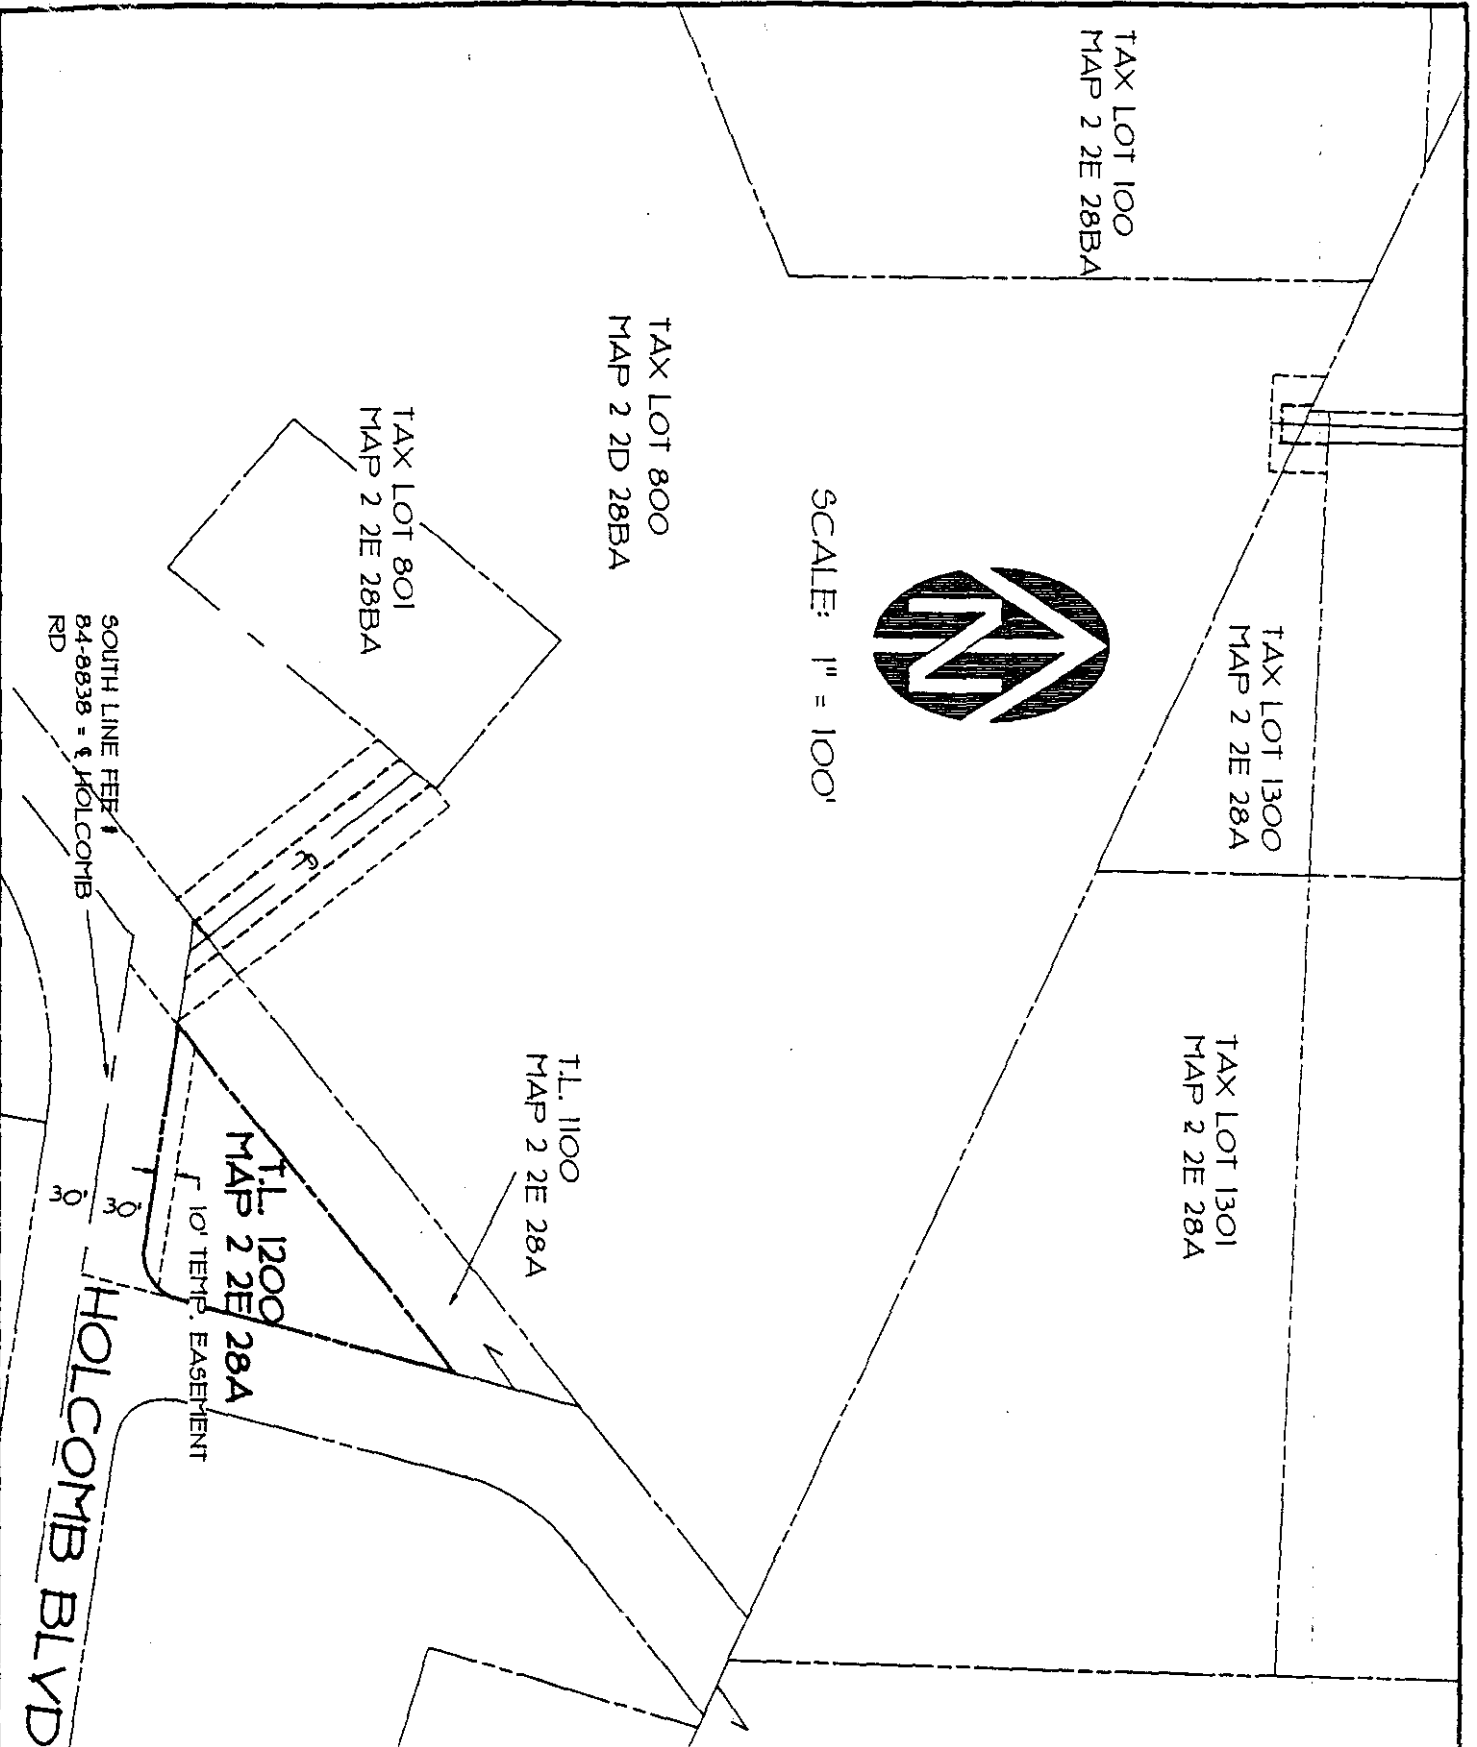 TAX LOT 100
MAP 2 2E 28BA
TAX LOT 1300
MAP 2 2E 28A
TAX LOT 1301
MAP 2 2E 28A
N
SCALE: 1" = 100'
TAX LOT 800
MAP 2 2D 28BA
T.L. 1100
MAP 2 2E 28A
TAX LOT 801
MAP 2 2E 28BA
T.L. 1200
MAP 2 2E 28A
10' TEMP. EASEMENT
30'
30'
SOUTH LINE FEE #
84-8838 = ℄ HOLCOMB
RD
HOLCOMB BLVD